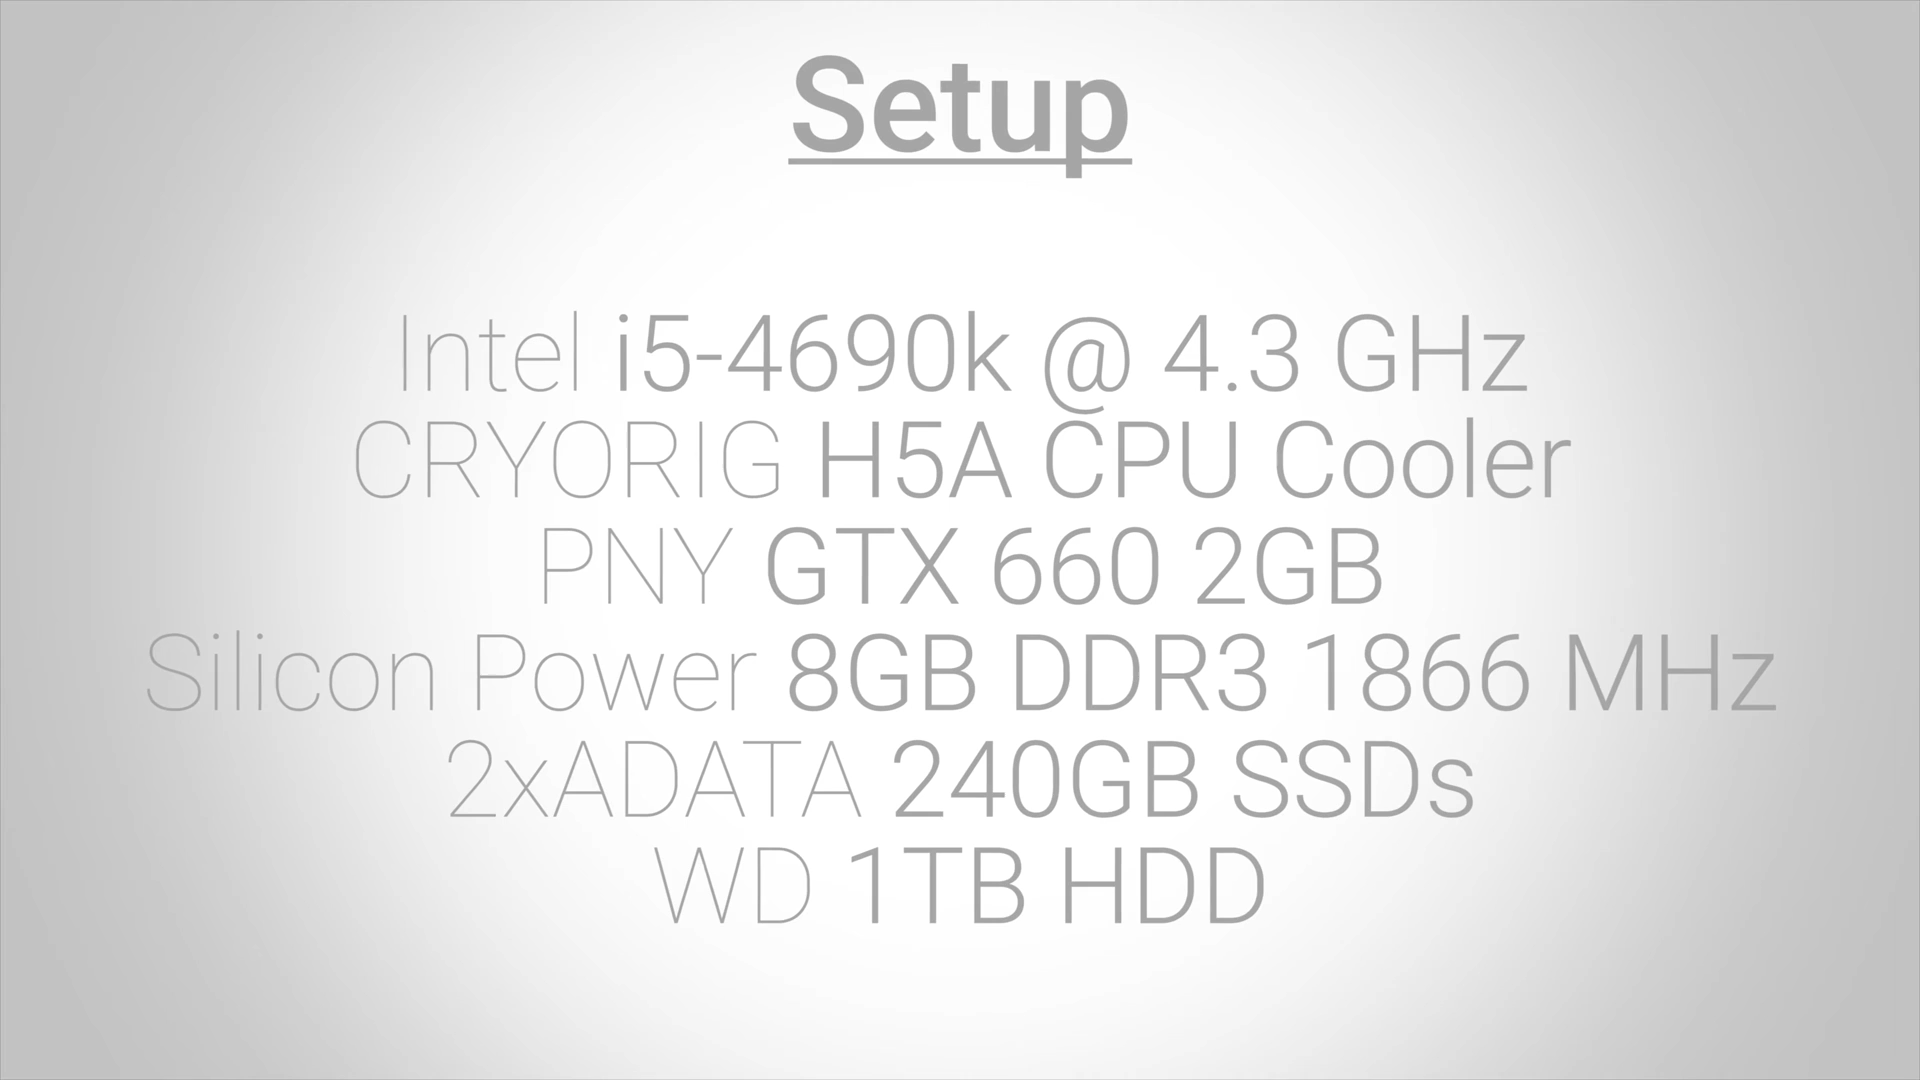 Setup
Intel i5-4690k @ 4.3 GHz
CRYORIG H5A CPU Cooler
PNY GTX 660 2GB
Silicon Power 8GB DDR3 1866 MHz
2xADATA 240GB SSDs
WD 1TB HDD